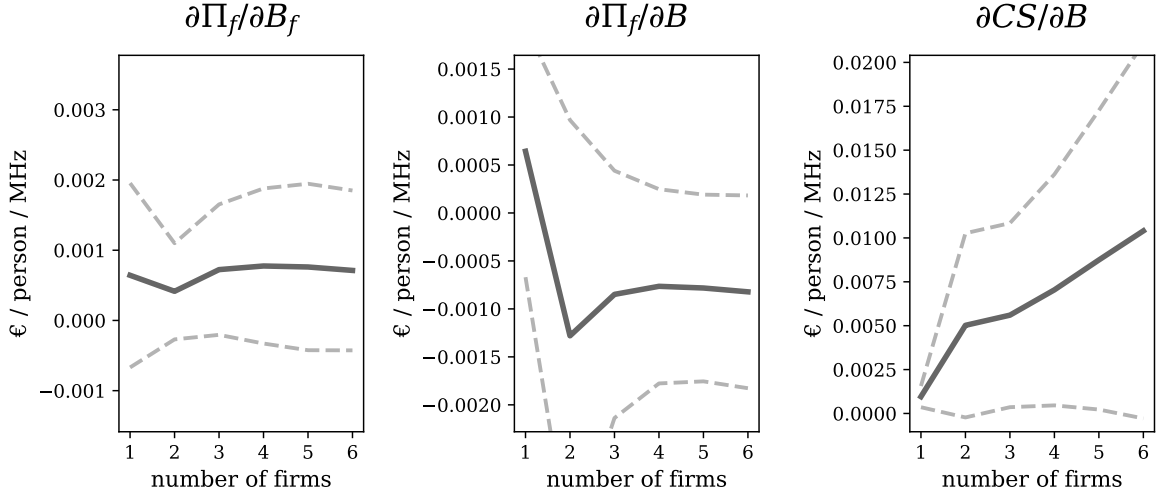 ∂Π_f/∂B_f
€ / person / MHz
0.003
0.002
0.001
0.000
−0.001
1 2 3 4 5 6
number of firms
∂Π_f/∂B
€ / person / MHz
0.0015
0.0010
0.0005
0.0000
−0.0005
−0.0010
−0.0015
−0.0020
1 2 3 4 5 6
number of firms
∂CS/∂B
€ / person / MHz
0.0200
0.0175
0.0150
0.0125
0.0100
0.0075
0.0050
0.0025
0.0000
1 2 3 4 5 6
number of firms